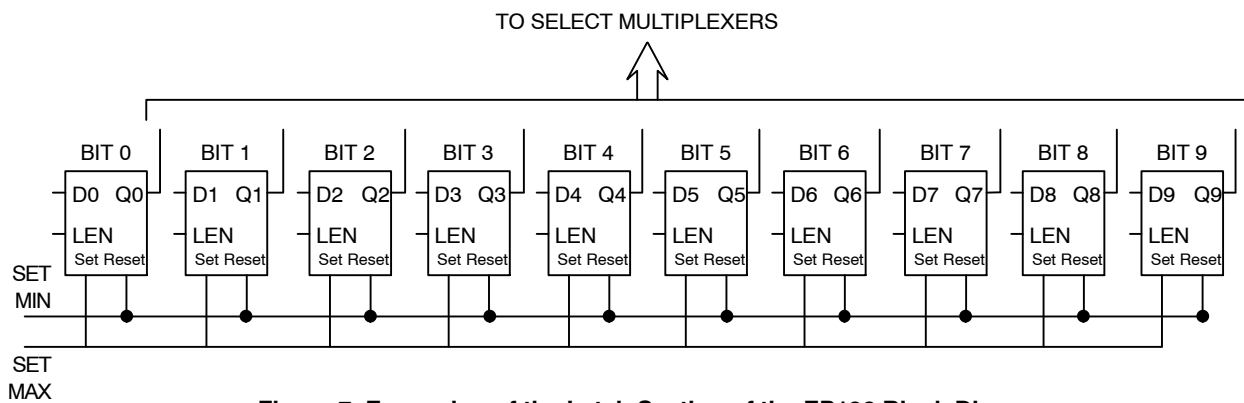 TO SELECT MULTIPLEXERS
BIT 0 BIT 1 BIT 2 BIT 3 BIT 4 BIT 5 BIT 6 BIT 7 BIT 8 BIT 9
D0 Q0 D1 Q1 D2 Q2 D3 Q3 D4 Q4 D5 Q5 D6 Q6 D7 Q7 D8 Q8 D9 Q9
LEN LEN LEN LEN LEN LEN LEN LEN LEN LEN
Set Reset Set Reset Set Reset Set Reset Set Reset Set Reset Set Reset Set Reset Set Reset Set Reset
SET
MIN
SET
MAX